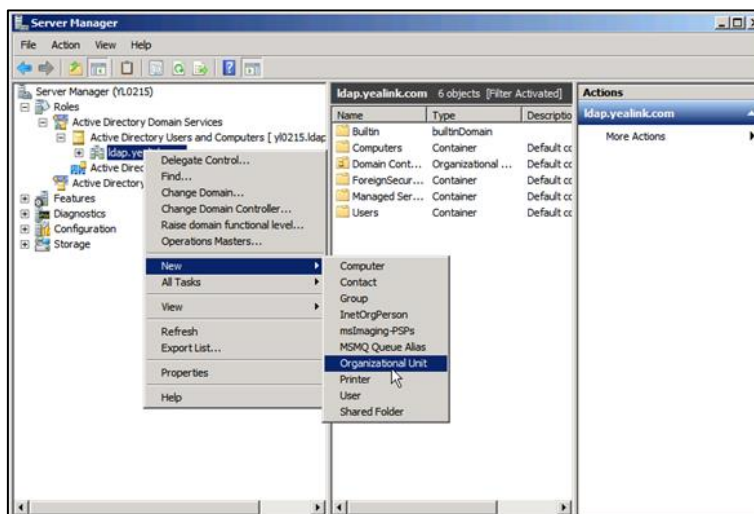 Server Manager
File Action View Help
Server Manager (YL0215)
Roles
Active Directory Domain Services
Active Directory Users and Computers [ yl0215.ldap
ldap.ye
Active Direc
Active Directory
Features
Diagnostics
Configuration
Storage
Delegate Control...
Find...
Change Domain...
Change Domain Controller...
Raise domain functional level...
Operations Masters...
New
All Tasks
View
Refresh
Export List...
Properties
Help
Computer
Contact
Group
InetOrgPerson
msImaging-PSPs
MSMQ Queue Alias
Organizational Unit
Printer
User
Shared Folder
ldap.yealink.com 6 objects [Filter Activated]
Name Type Descriptio
Builtin builtinDomain
Computers Container Default cc
Domain Cont... Organizational ... Default cc
ForeignSecur... Container Default cc
Managed Ser... Container Default cc
Users Container Default cc
Actions
ldap.yealink.com
More Actions